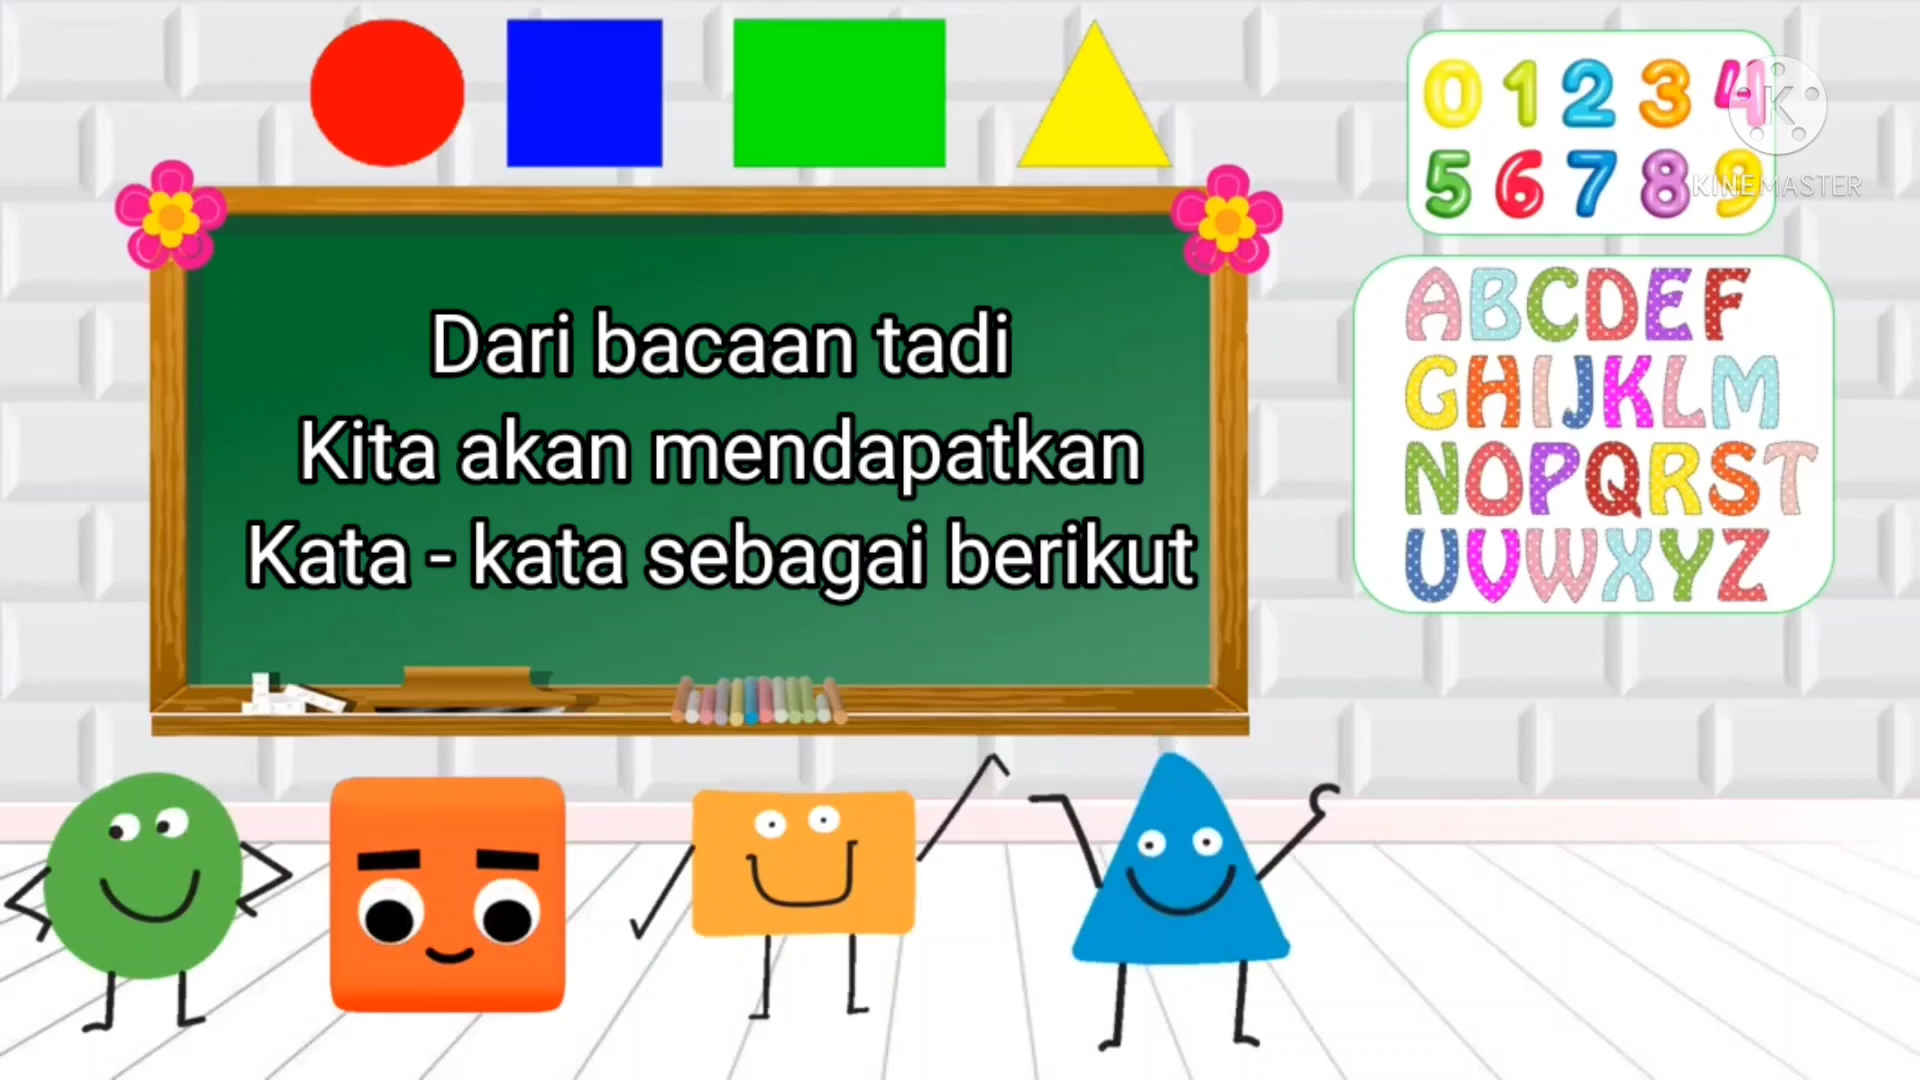 0 1 2 3 4
5 6 7 8 9
KINEMASTER
ABCDEF
GHIJKLM
NOPQRST
UVWXYZ
Dari bacaan tadi
Kita akan mendapatkan
Kata - kata sebagai berikut